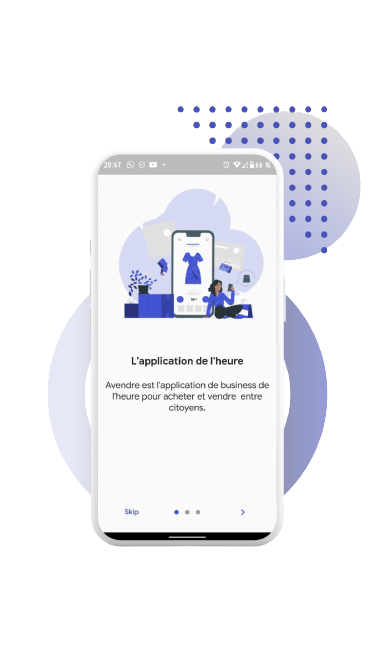 20:47
66 %
L'application de l'heure
Avendre est l'application de business de
l'heure pour acheter et vendre entre
citoyens.
Skip